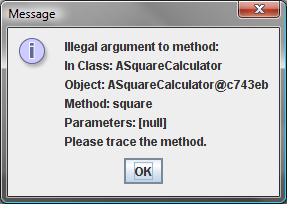 Message
Illegal argument to method:
In Class: ASquareCalculator
Object: ASquareCalculator@c743eb
Method: square
Parameters: [null]
Please trace the method.
OK